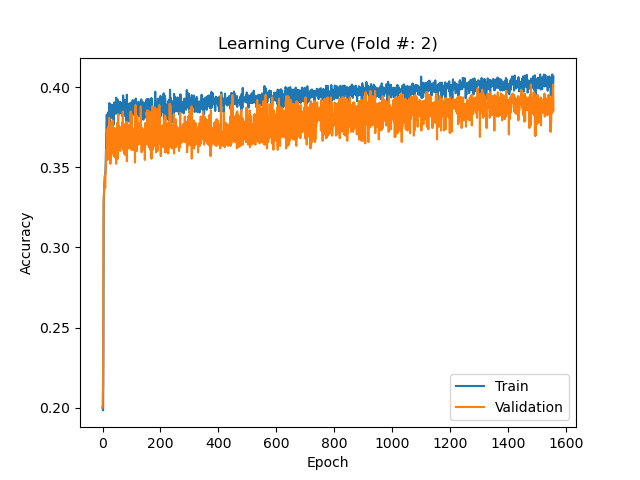 Learning Curve (Fold #: 2)
Accuracy
0.40
0.35
0.30
0.25
0.20
Train
Validation
0 200 400 600 800 1000 1200 1400 1600
Epoch